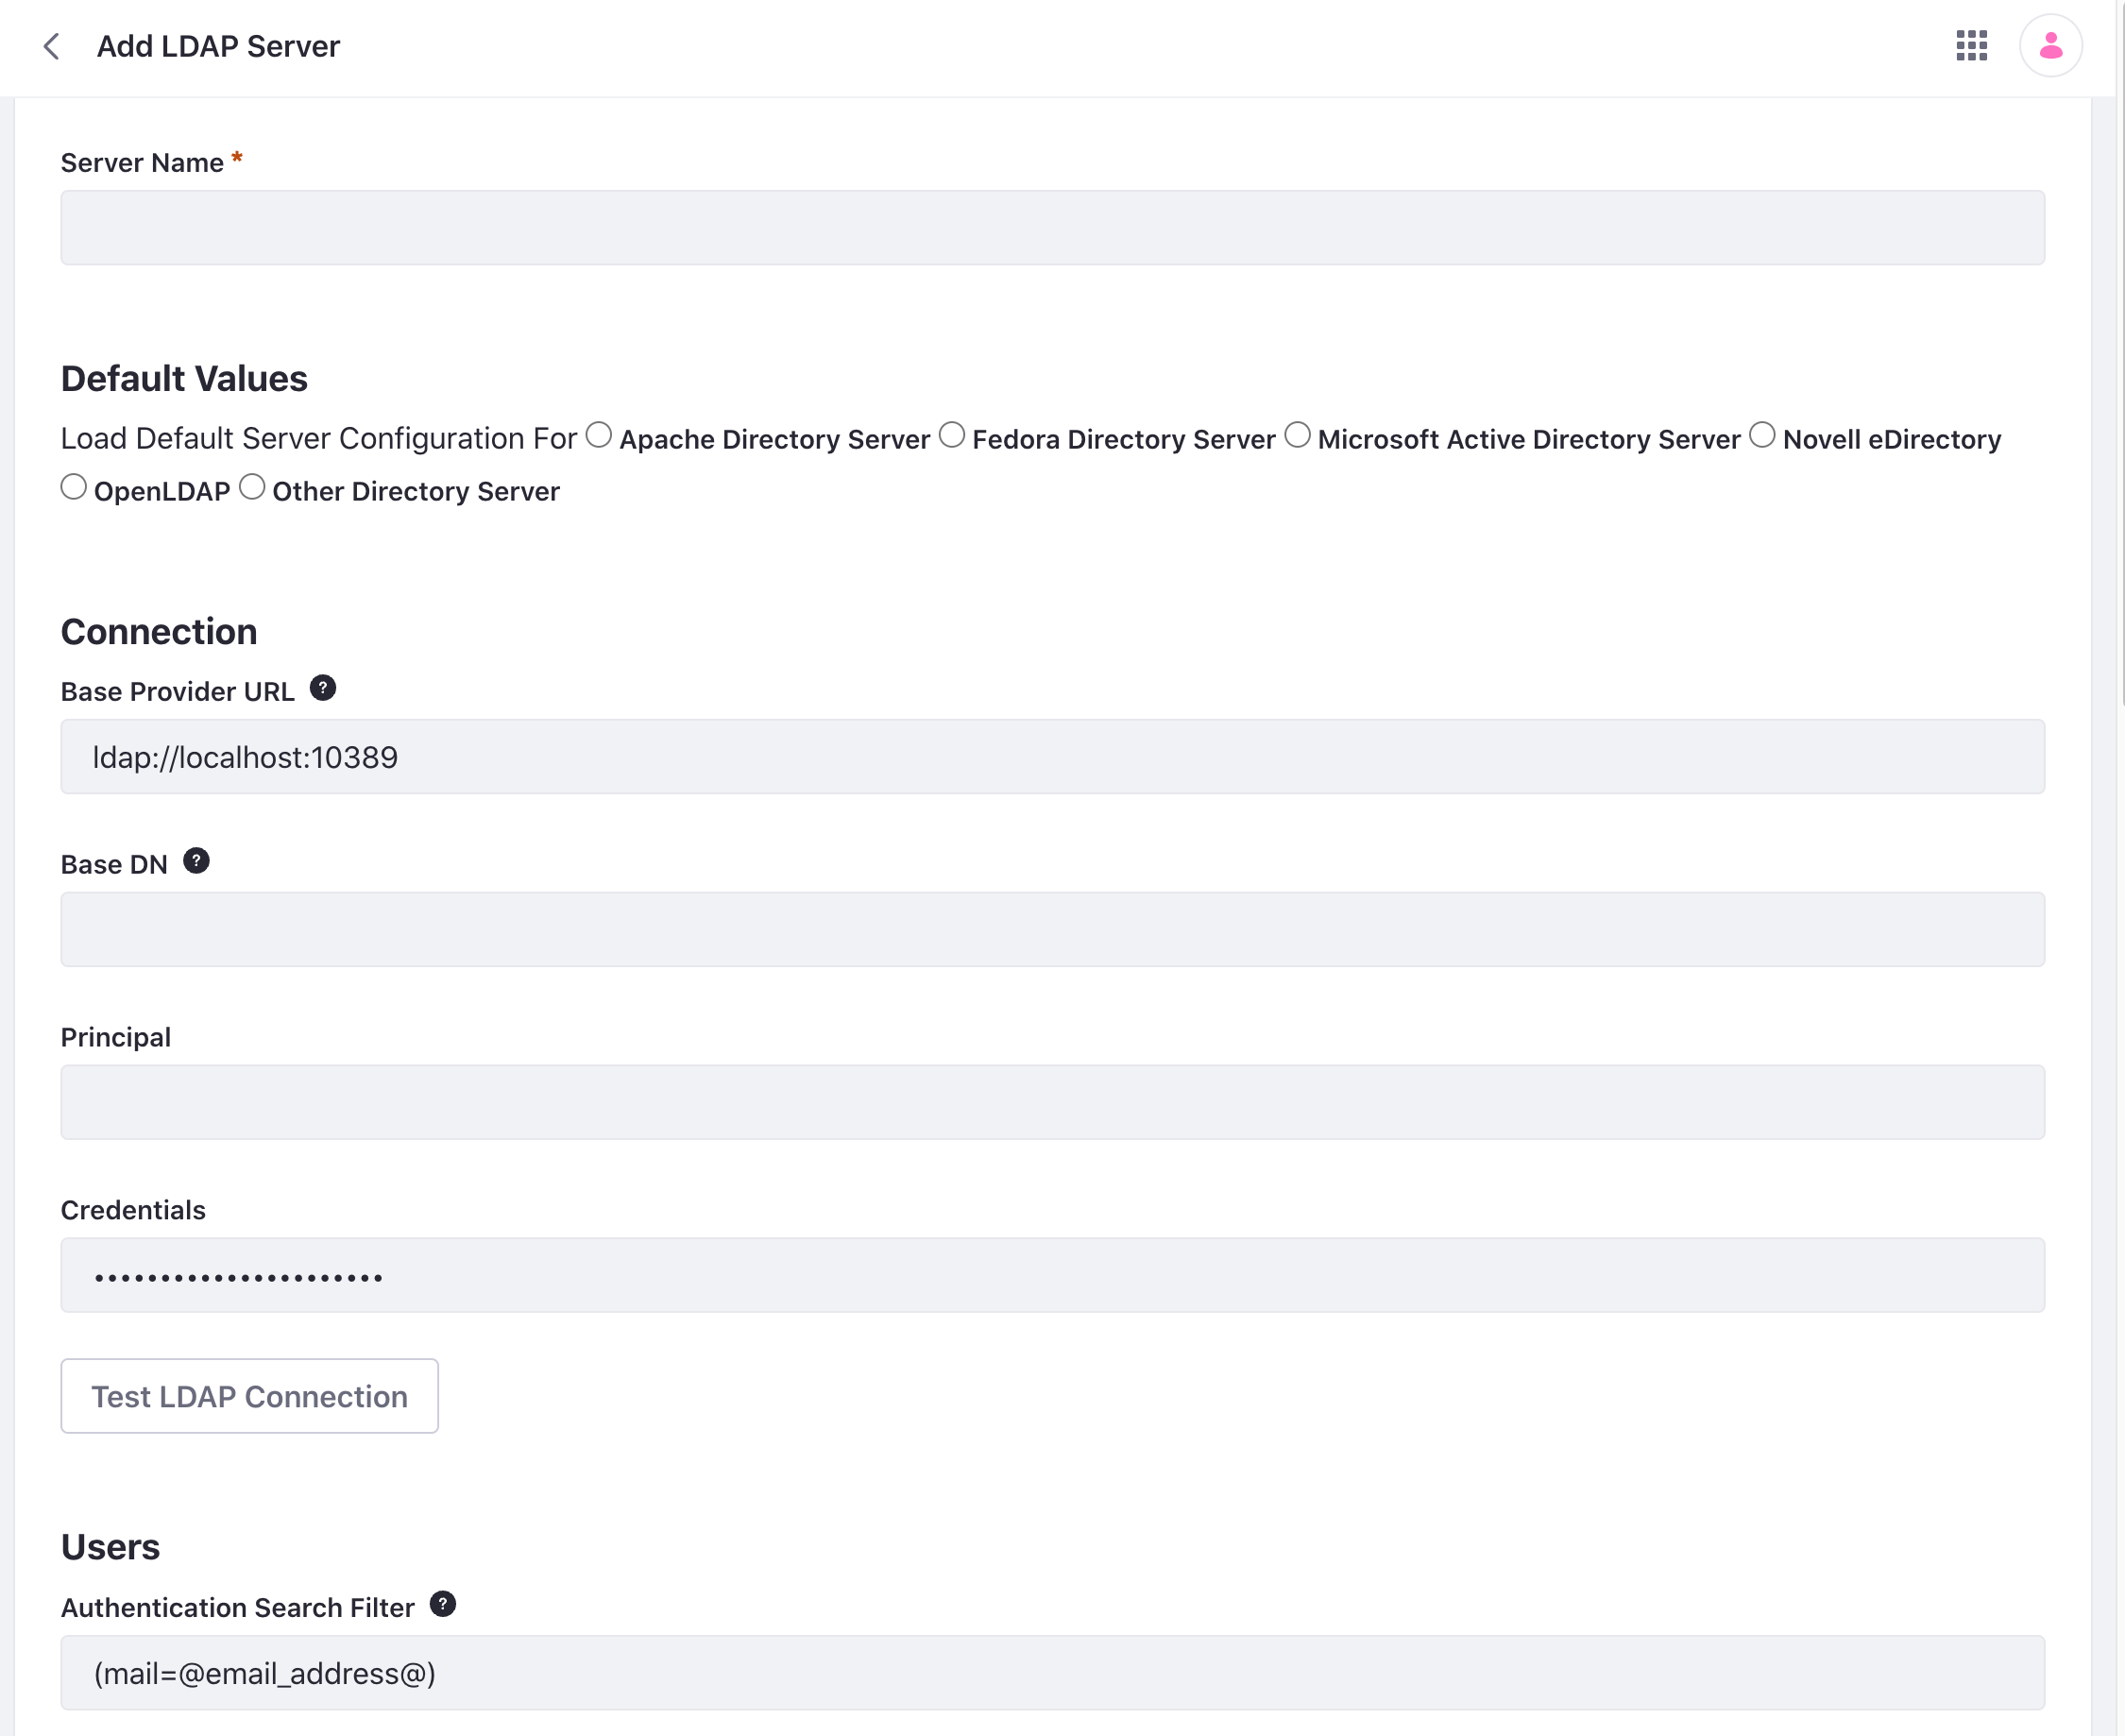 Add LDAP Server
Server Name *
Default Values
Load Default Server Configuration For Apache Directory Server Fedora Directory Server Microsoft Active Directory Server Novell eDirectory
OpenLDAP Other Directory Server
Connection
Base Provider URL ?
ldap://localhost:10389
Base DN ?
Principal
Credentials
••••••••••••••••••••••
Test LDAP Connection
Users
Authentication Search Filter ?
(mail=@email_address@)